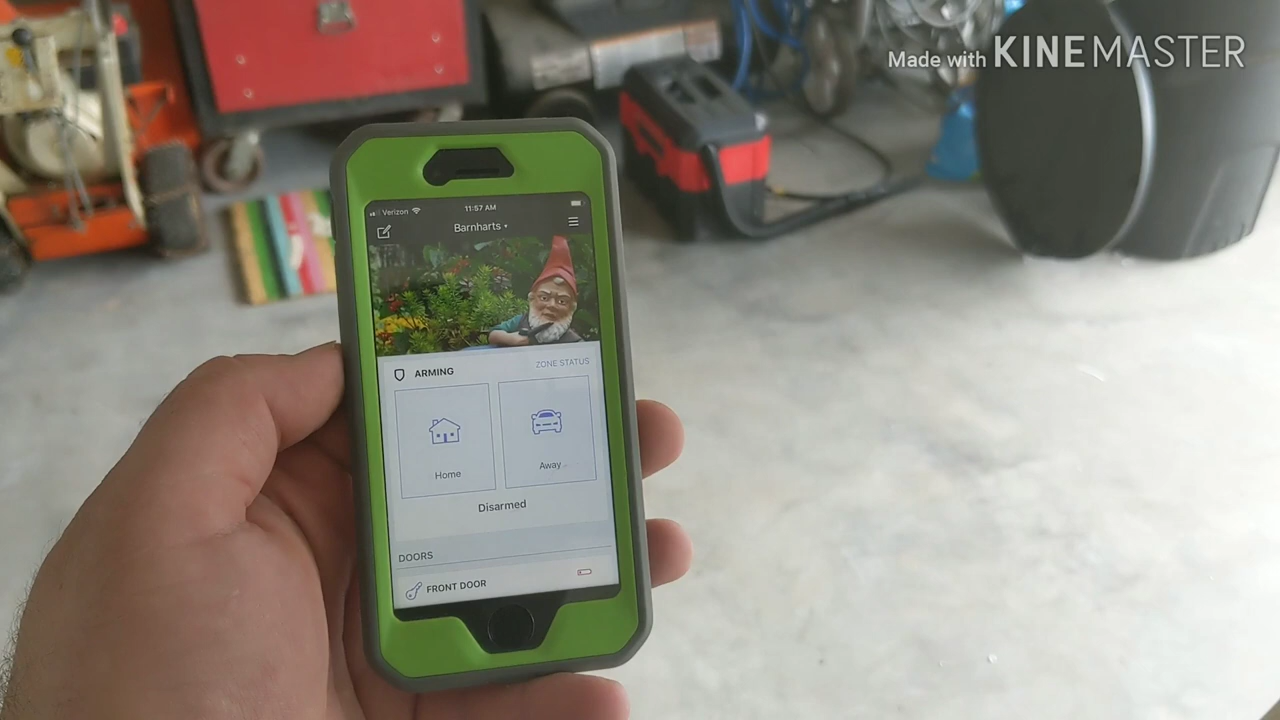 Made with KINEMASTER
Verizon 11:57 AM
Barnharts
ARMING ZONE STATUS
Home Away
Disarmed
DOORS
FRONT DOOR